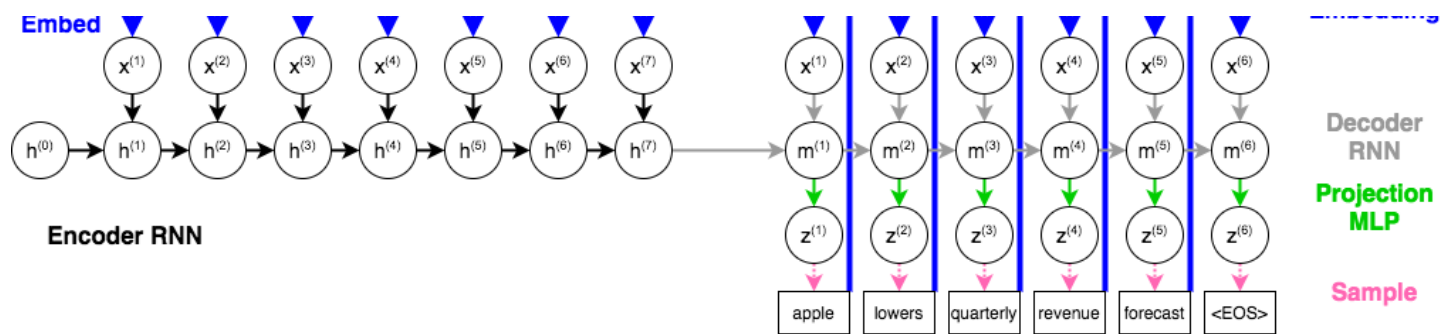 Embed
Embedding
x(1) x(2) x(3) x(4) x(5) x(6) x(7) x(1) x(2) x(3) x(4) x(5) x(6)
h(0) h(1) h(2) h(3) h(4) h(5) h(6) h(7) m(1) m(2) m(3) m(4) m(5) m(6)
Decoder
RNN
Encoder RNN
z(1) z(2) z(3) z(4) z(5) z(6)
Projection
MLP
apple lowers quarterly revenue forecast <EOS>
Sample